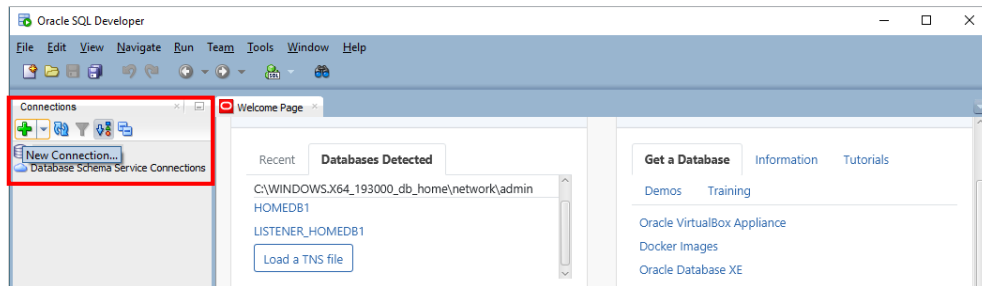 Oracle SQL Developer
File Edit View Navigate Run Team Tools Window Help
Connections
New Connection...
Database Schema Service Connections
Welcome Page
Recent Databases Detected
C:\WINDOWS.X64_193000_db_home\network\admin
HOMEDB1
LISTENER_HOMEDB1
Load a TNS file
Get a Database Information Tutorials
Demos Training
Oracle VirtualBox Appliance
Docker Images
Oracle Database XE